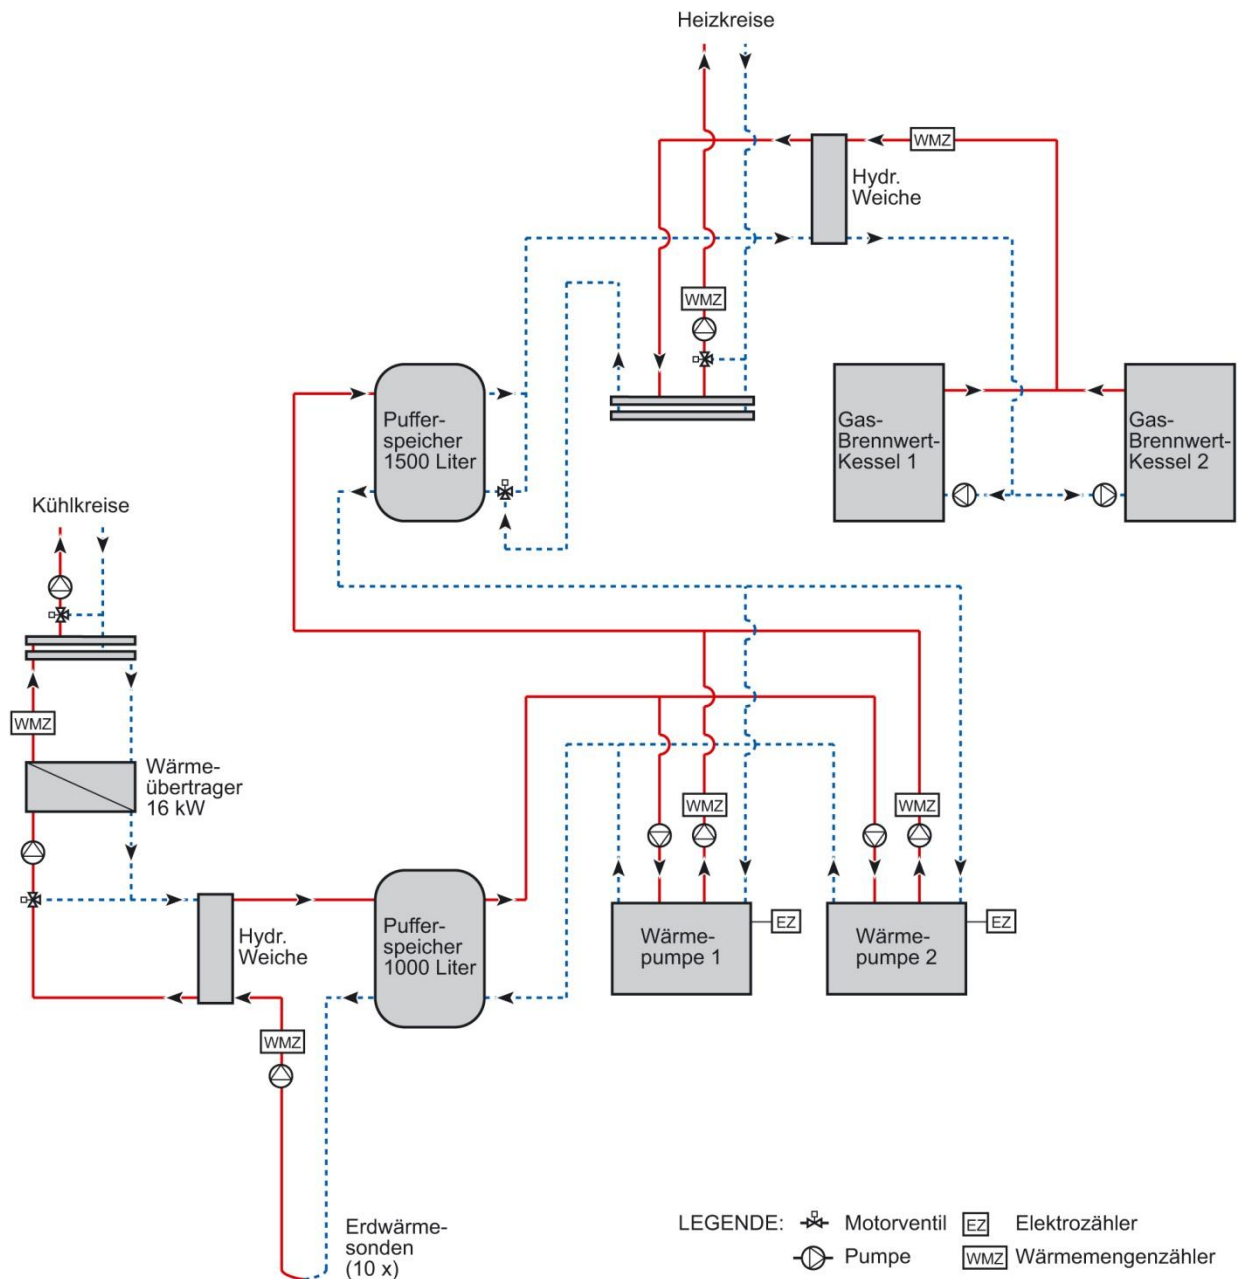 Heizkreise
WMZ
Hydr.
Weiche
WMZ
Puffer-
speicher
1500 Liter
Gas-
Brennwert-
Kessel 1
Gas-
Brennwert-
Kessel 2
Kühlkreise
WMZ
Wärme-
übertrager
16 kW
WMZ
WMZ
Puffer-
speicher
1000 Liter
Hydr.
Weiche
Wärme-
pumpe 1
EZ
Wärme-
pumpe 2
EZ
WMZ
Erdwärme-
sonden
(10 x)
LEGENDE: Motorventil EZ Elektrozähler
Pumpe WMZ Wärmemengenzähler